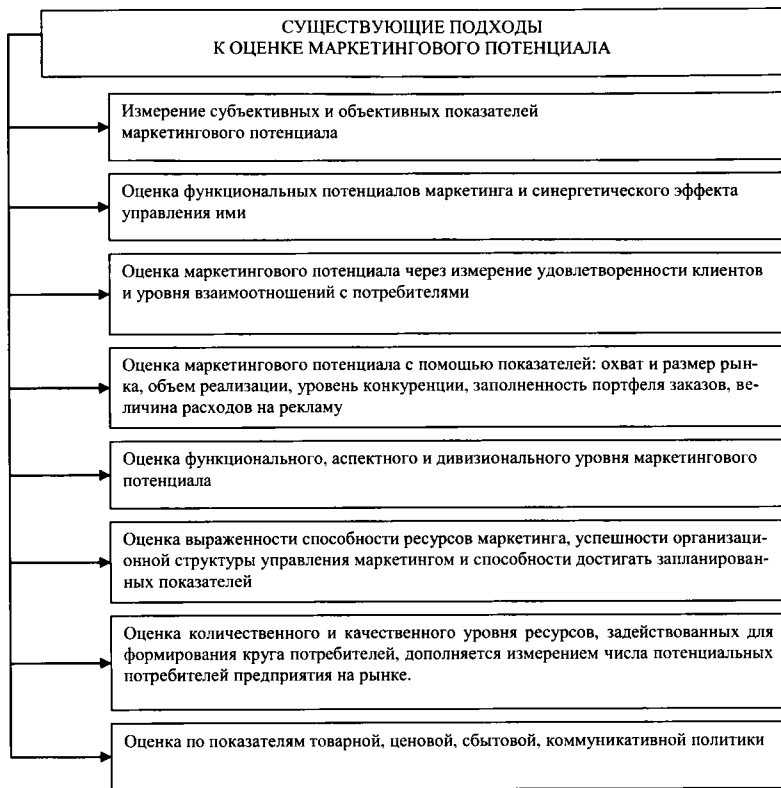 СУЩЕСТВУЮЩИЕ ПОДХОДЫ
К ОЦЕНКЕ МАРКЕТИНГОВОГО ПОТЕНЦИАЛА
Измерение субъективных и объективных показателей
маркетингового потенциала
Оценка функциональных потенциалов маркетинга и синергетического эффекта
управления ими
Оценка маркетингового потенциала через измерение удовлетворенности клиентов
и уровня взаимоотношений с потребителями
Оценка маркетингового потенциала с помощью показателей: охват и размер рын-
ка, объем реализации, уровень конкуренции, заполненность портфеля заказов, ве-
личина расходов на рекламу
Оценка функционального, аспектного и дивизионального уровня маркетингового
потенциала
Оценка выраженности способности ресурсов маркетинга, успешности организаци-
онной структуры управления маркетингом и способности достигать запланирован-
ных показателей
Оценка количественного и качественного уровня ресурсов, задействованных для
формирования круга потребителей, дополняется измерением числа потенциальных
потребителей предприятия на рынке.
Оценка по показателям товарной, ценовой, сбытовой, коммуникативной политики